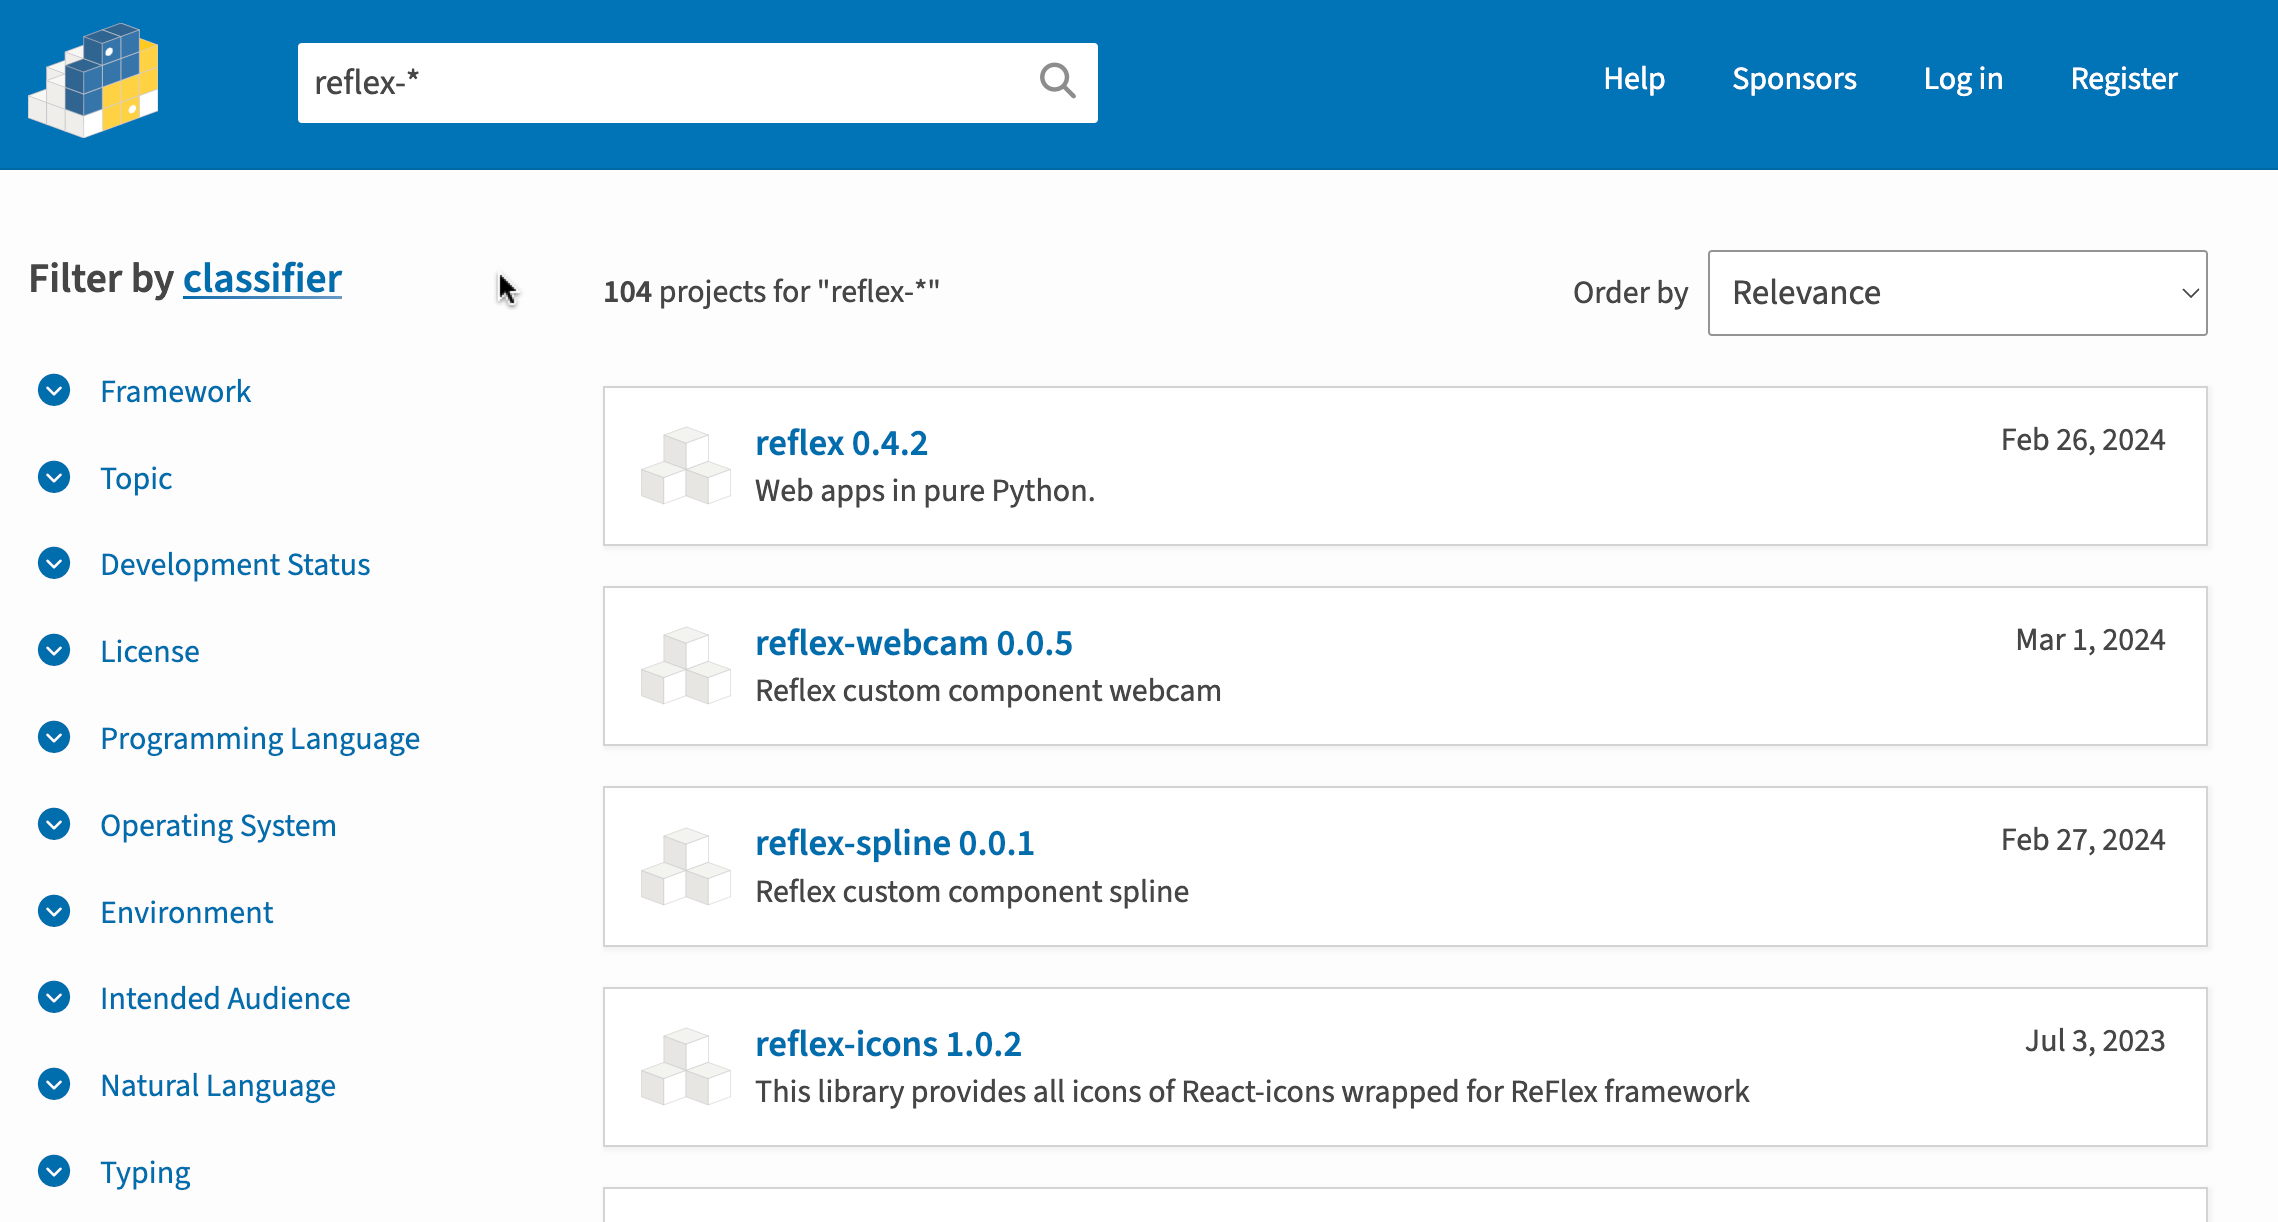 reflex-*
Help
Sponsors
Log in
Register
Filter by classifier
Framework
Topic
Development Status
License
Programming Language
Operating System
Environment
Intended Audience
Natural Language
Typing
104 projects for "reflex-*"
Order by
Relevance
reflex 0.4.2
Feb 26, 2024
Web apps in pure Python.
reflex-webcam 0.0.5
Mar 1, 2024
Reflex custom component webcam
reflex-spline 0.0.1
Feb 27, 2024
Reflex custom component spline
reflex-icons 1.0.2
Jul 3, 2023
This library provides all icons of React-icons wrapped for ReFlex framework